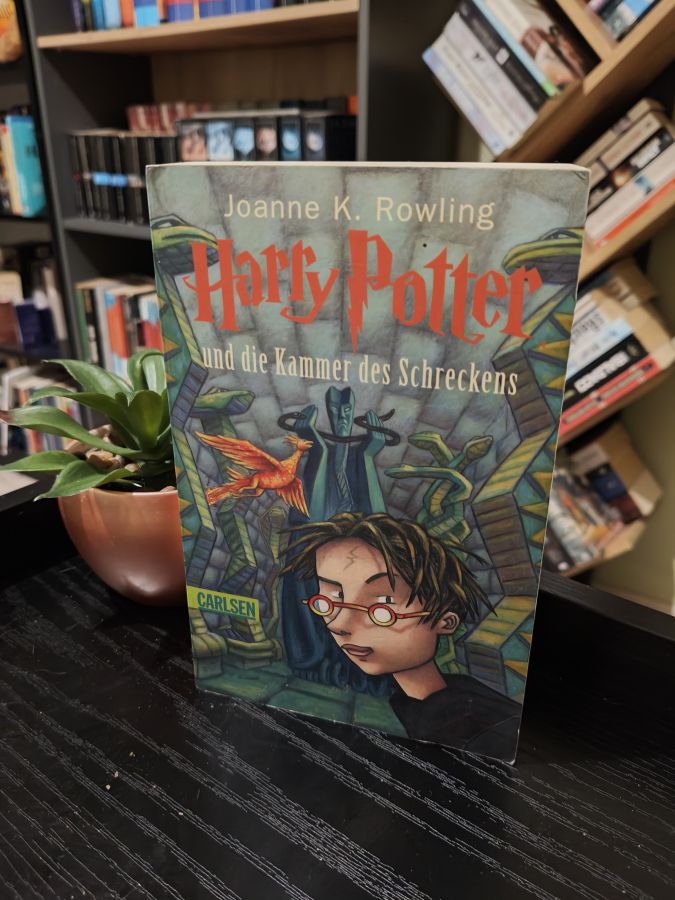 Joanne K. Rowling
Harry Potter
und die Kammer des Schreckens
CARLSEN